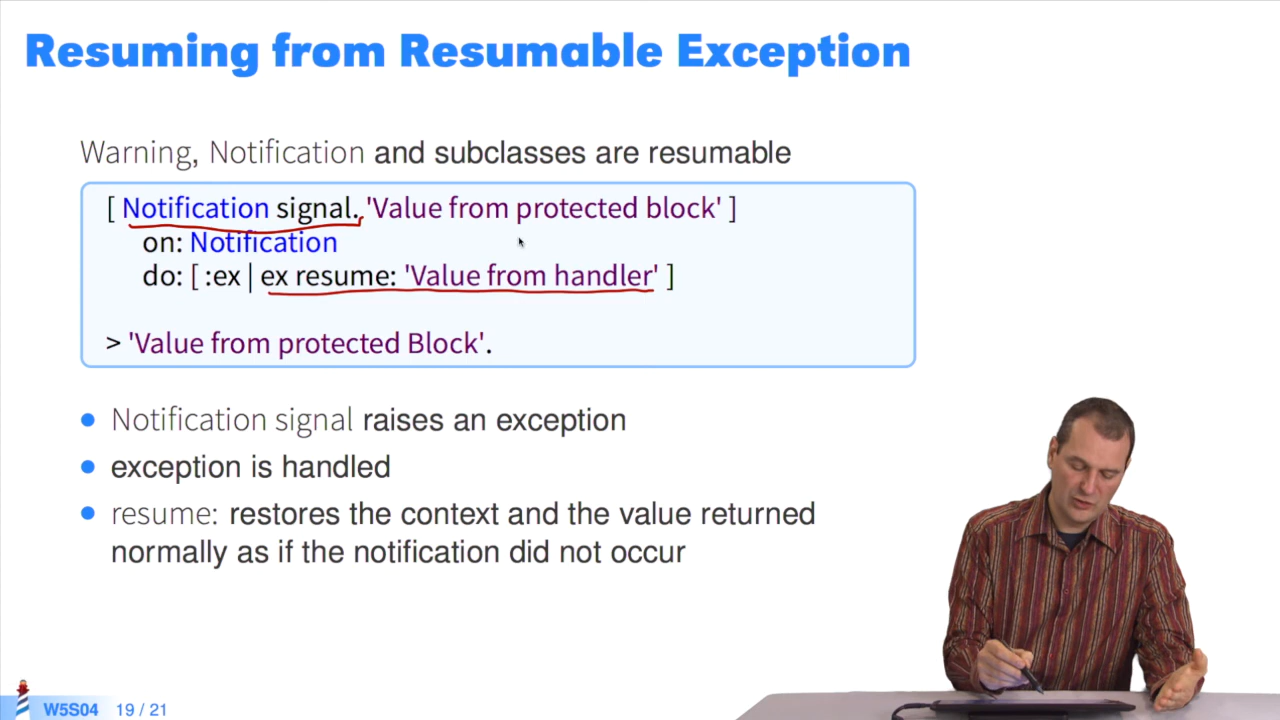 Resuming from Resumable Exception
Warning, Notification and subclasses are resumable
[ Notification signal. 'Value from protected block' ]
on: Notification
do: [ :ex | ex resume: 'Value from handler' ]
> 'Value from protected Block'.
Notification signal raises an exception
exception is handled
resume: restores the context and the value returned
normally as if the notification did not occur
W5S04 19 / 21